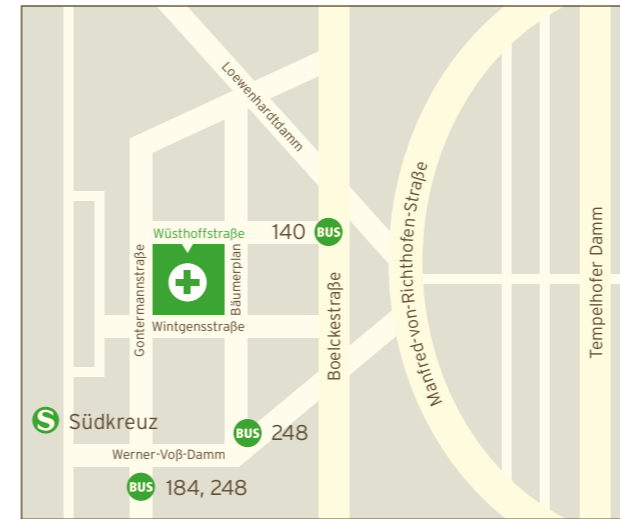 Loewenhardtdamm
Manfred-von-Richthofen-Straße
Wüsthoffstraße
140 BUS
Gontermannstraße
Bäumerplan
Tempelhofer Damm
Boelckestraße
Wintgensstraße
S Südkreuz
BUS 248
Werner-Voß-Damm
BUS 184, 248